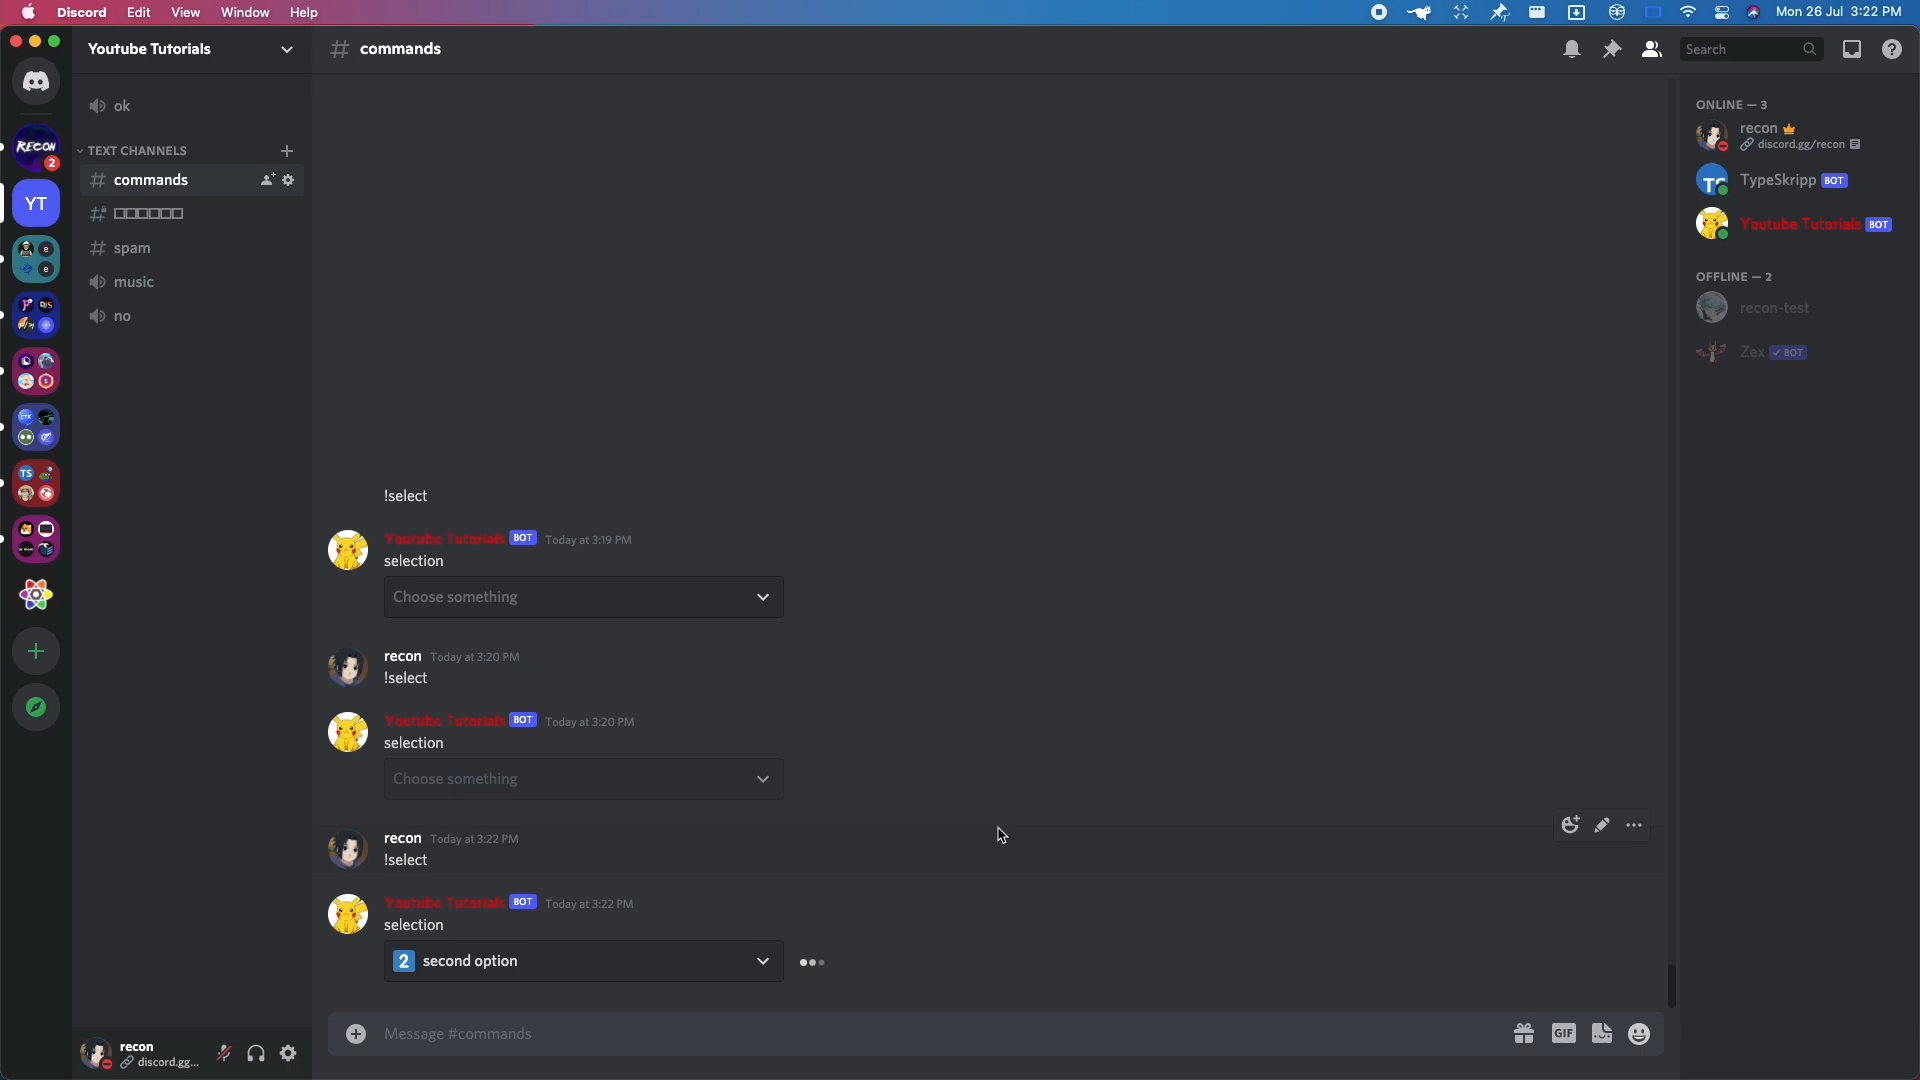 Discord Edit View Window Help
Mon 26 Jul 3:22 PM
Youtube Tutorials
# commands
Search
ok
TEXT CHANNELS
# commands
# □□□□□□
# spam
music
no
RECON
2
YT
!select
Youtube Tutorials BOT Today at 3:19 PM
selection
Choose something
recon Today at 3:20 PM
!select
Youtube Tutorials BOT Today at 3:20 PM
selection
Choose something
recon Today at 3:22 PM
!select
Youtube Tutorials BOT Today at 3:22 PM
selection
2 second option
Message #commands
GIF
recon
discord.gg...
ONLINE — 3
recon
discord.gg/recon
TypeSkripp BOT
Youtube Tutorials BOT
OFFLINE — 2
recon-test
Zex ✓ BOT